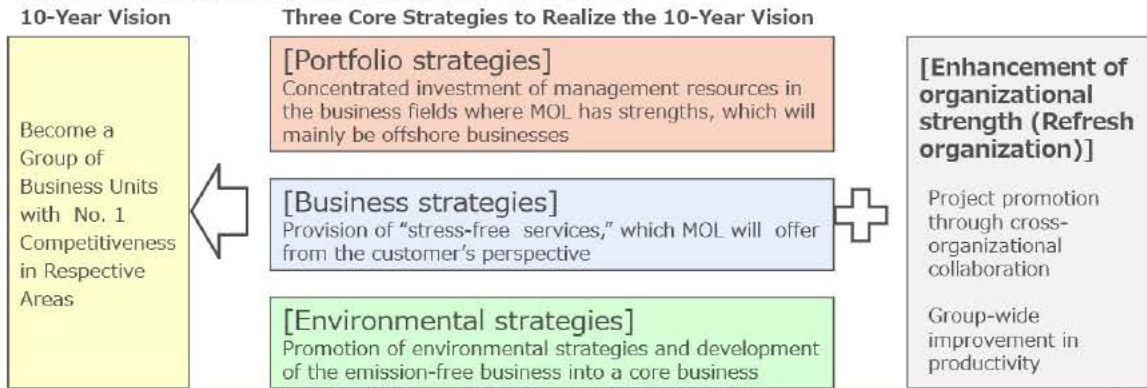 10-Year Vision
Three Core Strategies to Realize the 10-Year Vision
Become a
Group of
Business Units
with No. 1
Competitiveness
in Respective
Areas
[Portfolio strategies]
Concentrated investment of management resources in
the business fields where MOL has strengths, which will
mainly be offshore businesses
[Business strategies]
Provision of “stress-free services,” which MOL will offer
from the customer’s perspective
[Environmental strategies]
Promotion of environmental strategies and development
of the emission-free business into a core business
[Enhancement of
organizational
strength (Refresh
organization)]
Project promotion
through cross-
organizational
collaboration
Group-wide
improvement in
productivity